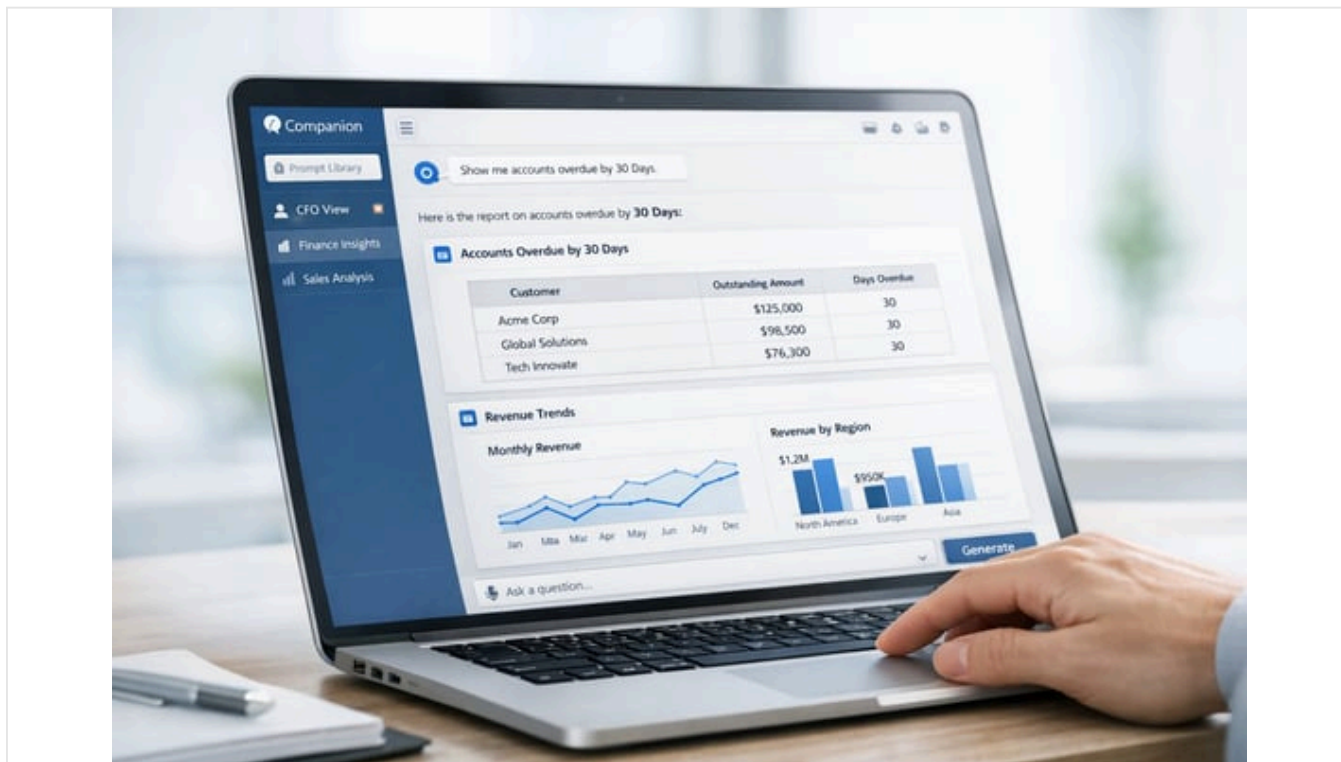 Companion
Prompt Library
CFO View
Finance Insights
Sales Analysis
Show me accounts overdue by 30 Days
Here is the report on accounts overdue by 30 Days:
Accounts Overdue by 30 Days
Customer Outstanding Amount Days Overdue
Acme Corp $125,000 30
Global Solutions $98,500 30
Tech Innovate $76,300 30
Revenue Trends
Monthly Revenue
Jan Mar Apr May Jun July Dec
Revenue by Region
$1.2M $950K
North America Europe Asia
Ask a question...
Generate